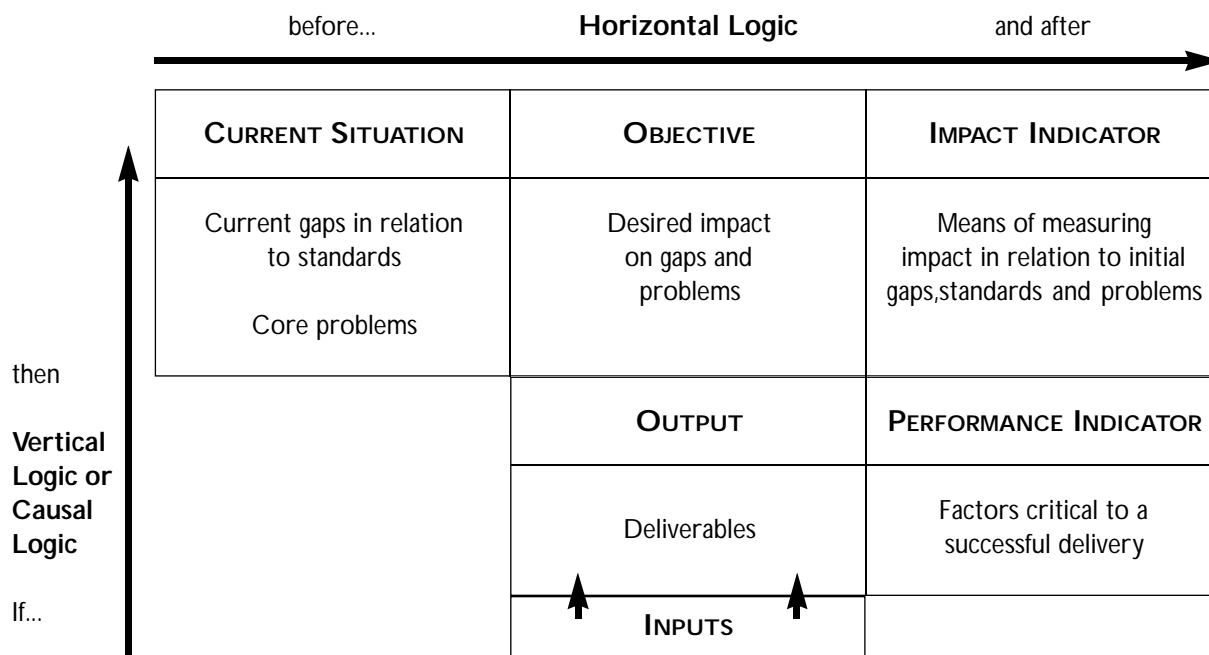 before... Horizontal Logic and after
CURRENT SITUATION OBJECTIVE IMPACT INDICATOR
Current gaps in relation
to standards
Core problems
Desired impact
on gaps and
problems
Means of measuring
impact in relation to initial
gaps,standards and problems
then
Vertical
Logic or
Causal
Logic
If...
OUTPUT PERFORMANCE INDICATOR
Deliverables
Factors critical to a
successful delivery
INPUTS